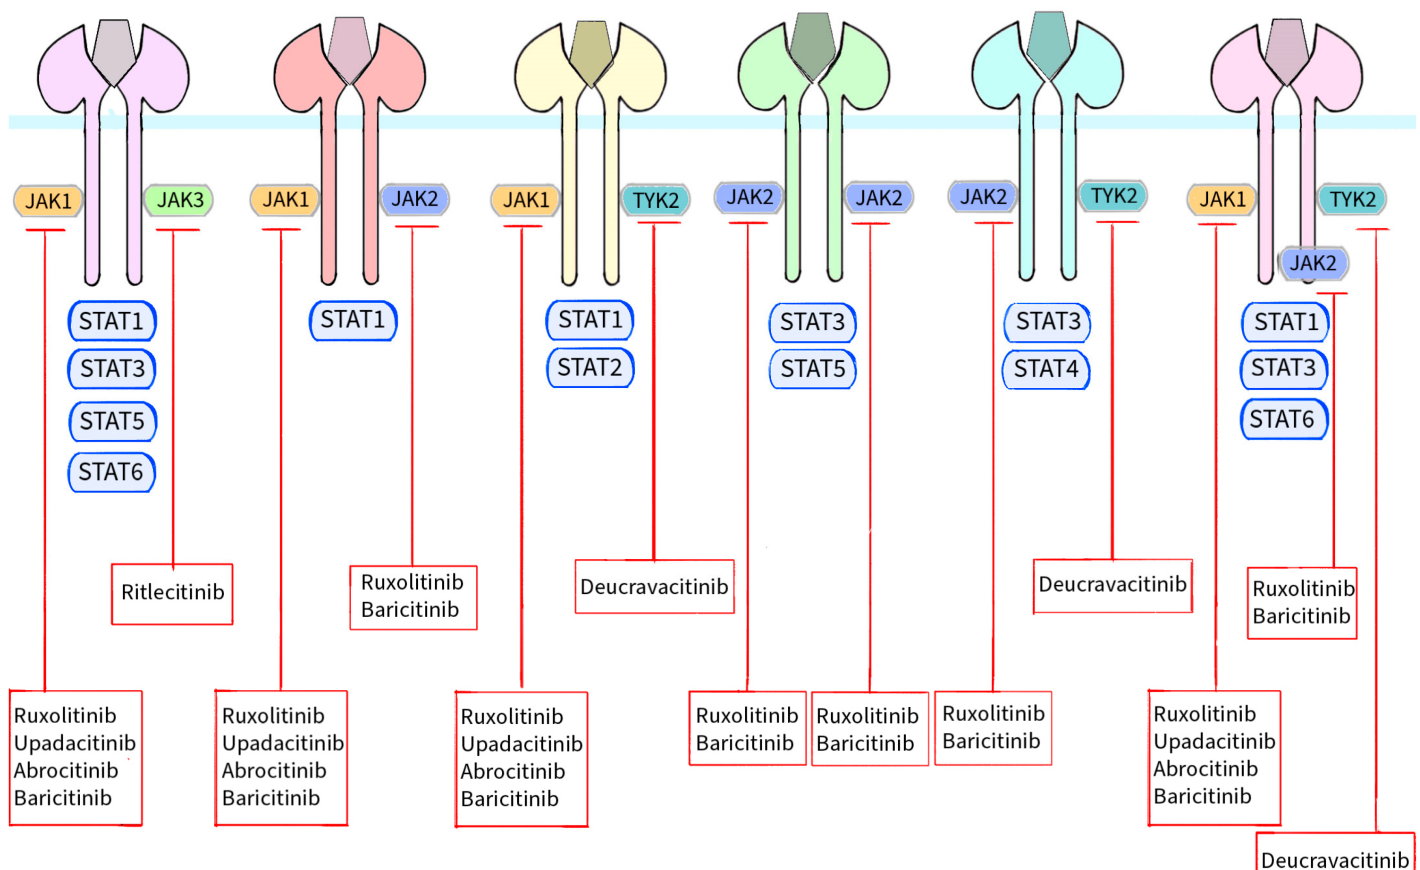 JAK1
JAK3
JAK1
JAK2
JAK1
TYK2
JAK2
JAK2
JAK2
TYK2
JAK1
TYK2
JAK2
STAT1
STAT3
STAT5
STAT6
STAT1
STAT1
STAT2
STAT3
STAT5
STAT3
STAT4
STAT1
STAT3
STAT6
Ritlecitinib
Ruxolitinib
Baricitinib
Deucravacitinib
Deucravacitinib
Ruxolitinib
Baricitinib
Ruxolitinib
Upadacitinib
Abrocitinib
Baricitinib
Ruxolitinib
Upadacitinib
Abrocitinib
Baricitinib
Ruxolitinib
Upadacitinib
Abrocitinib
Baricitinib
Ruxolitinib
Baricitinib
Ruxolitinib
Baricitinib
Ruxolitinib
Baricitinib
Ruxolitinib
Upadacitinib
Abrocitinib
Baricitinib
Deucravacitinib